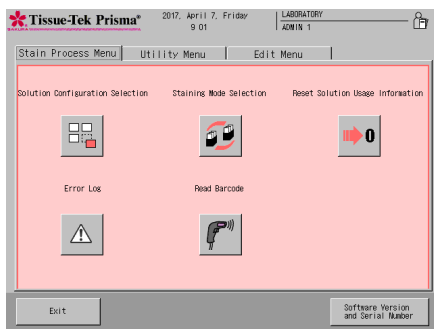 Tissue-Tek Prisma®
SAKURA
2017, April 7, Friday
9 01
LABORATORY
ADMIN 1
Stain Process Menu
Utility Menu
Edit Menu
Solution Configuration Selection
Staining Mode Selection
Reset Solution Usage Information
0
Error Log
Read Barcode
Exit
Software Version
and Serial Number